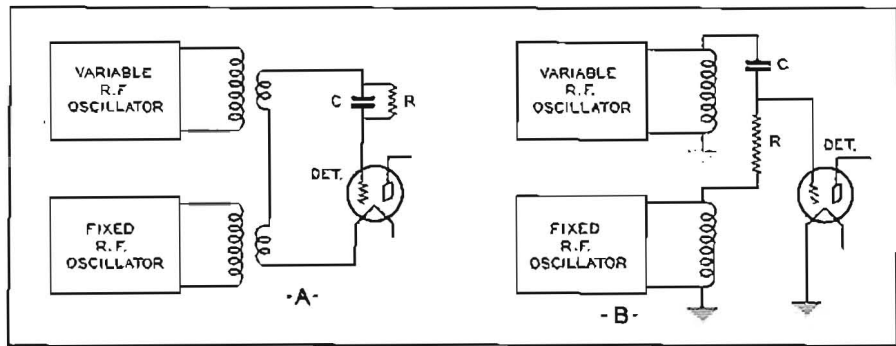 VARIABLE
R.F.
OSCILLATOR
C
R
DET.
FIXED
R.F.
OSCILLATOR
-A-
VARIABLE
R.F.
OSCILLATOR
C
R
DET.
FIXED
R.F.
OSCILLATOR
-B-